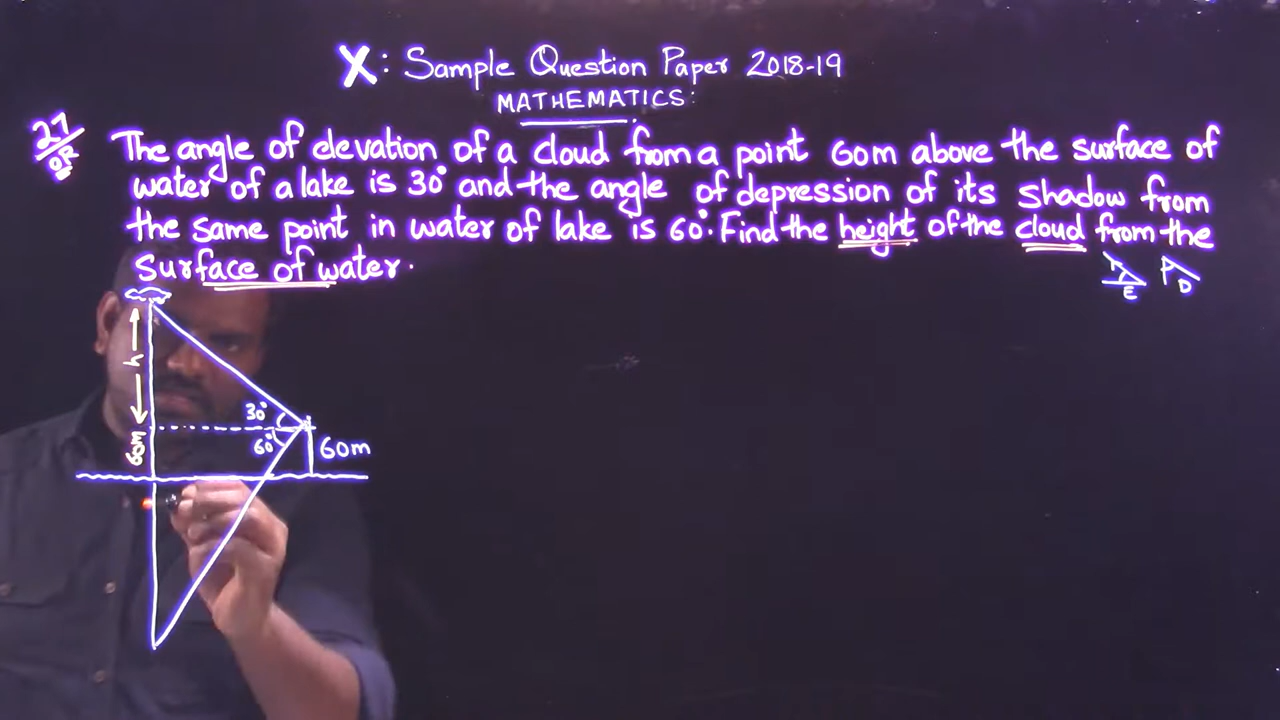 X: Sample Question Paper 2018-19
MATHEMATICS:
27/OR
The angle of elevation of a cloud from a point 60m above the surface of
water of a lake is 30° and the angle of depression of its shadow from
the same point in water of lake is 60°. Find the height of the cloud from the
surface of water.
E
D
h
30°
60°
60m
60m